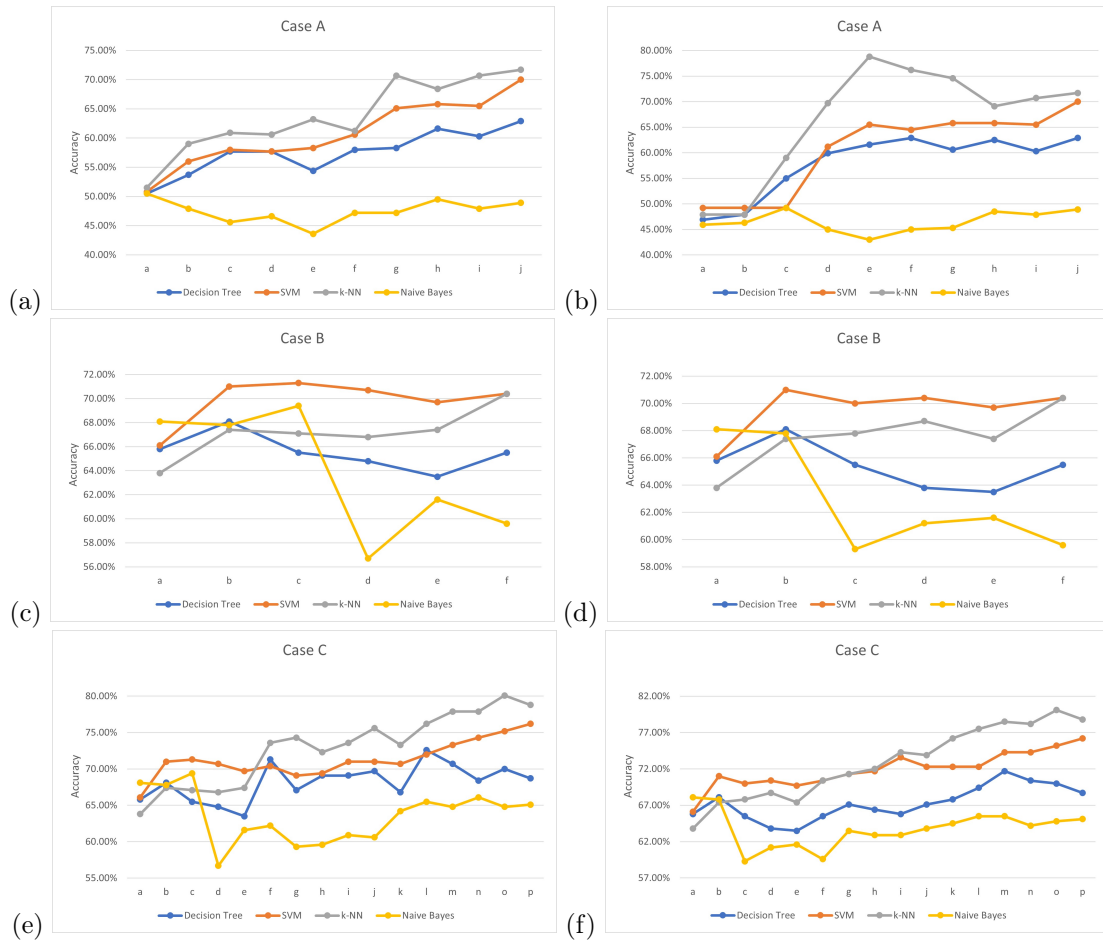 Case A
75.00%
70.00%
65.00%
60.00%
55.00%
50.00%
45.00%
40.00%
Accuracy
a b c d e f g h i j
Decision Tree SVM k-NN Naive Bayes
(a)
Case A
80.00%
75.00%
70.00%
65.00%
60.00%
55.00%
50.00%
45.00%
40.00%
Accuracy
a b c d e f g h i j
Decision Tree SVM k-NN Naive Bayes
(b)
Case B
72.00%
70.00%
68.00%
66.00%
64.00%
62.00%
60.00%
58.00%
56.00%
Accuracy
a b c d e f
Decision Tree SVM k-NN Naive Bayes
(c)
Case B
72.00%
70.00%
68.00%
66.00%
64.00%
62.00%
60.00%
58.00%
Accuracy
a b c d e f
Decision Tree SVM k-NN Naive Bayes
(d)
Case C
80.00%
75.00%
70.00%
65.00%
60.00%
55.00%
Accuracy
a b c d e f g h i j k l m n o p
Decision Tree SVM k-NN Naive Bayes
(e)
Case C
82.00%
77.00%
72.00%
67.00%
62.00%
57.00%
Accuracy
a b c d e f g h i j k l m n o p
Decision Tree SVM k-NN Naive Bayes
(f)